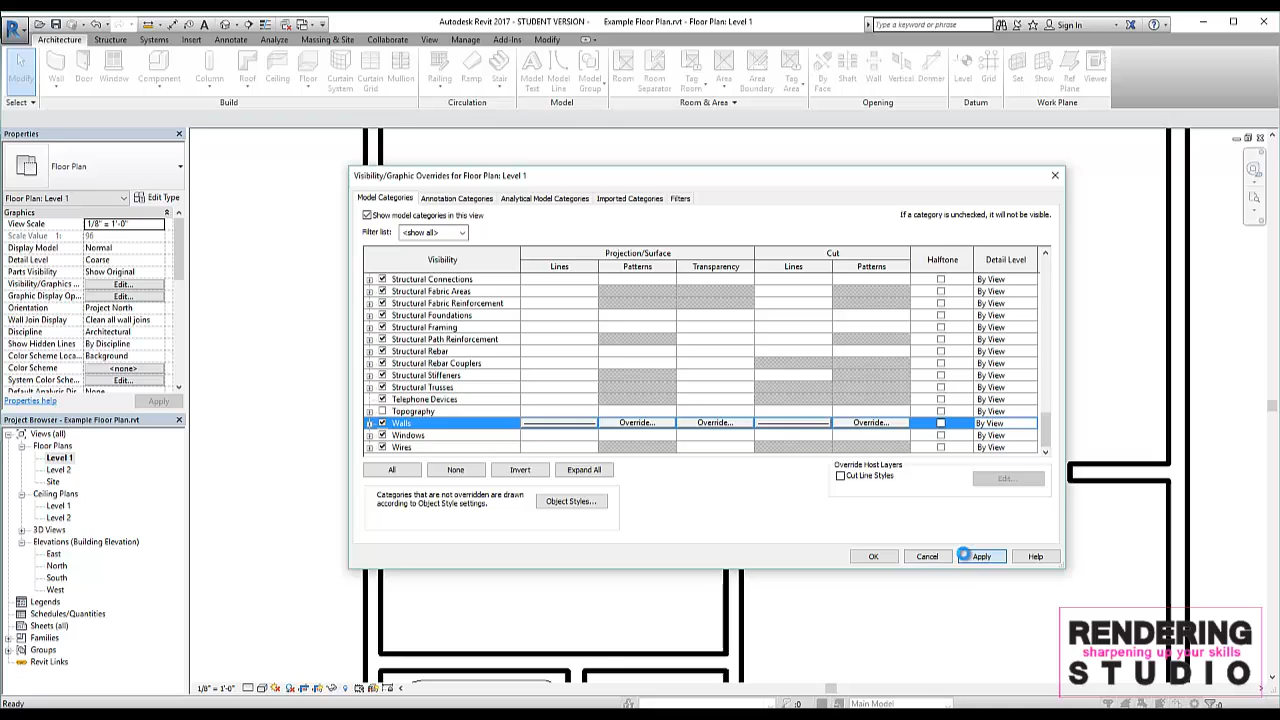 Autodesk Revit 2017 - STUDENT VERSION - Example Floor Plan.rvt - Floor Plan: Level 1
Type a keyword or phrase
Sign In
Architecture Structure Systems Insert Annotate Analyze Massing & Site Collaborate View Manage Add-Ins Modify
Modify Wall Door Window Component Column Roof Ceiling Floor Curtain System Curtain Grid Mullion Railing Ramp Stair Model Text Model Line Model Group Room Room Separator Tag Room Area Area Boundary Tag Area By Face Shaft Wall Vertical Dormer Level Grid Set Show Ref Plane Viewer
Select Build Circulation Model Room & Area Opening Datum Work Plane
Properties
Floor Plan
Floor Plan: Level 1 Edit Type
Graphics
View Scale 1/8" = 1'-0"
Scale Value 1: 96
Display Model Normal
Detail Level Coarse
Parts Visibility Show Original
Visibility/Graphics ... Edit...
Graphic Display Op... Edit...
Orientation Project North
Wall Join Display Clean all wall joins
Discipline Architectural
Show Hidden Lines By Discipline
Color Scheme Loca... Background
Color Scheme <none>
System Color Sche... Edit...
Default Analysis Dis... None
Properties help Apply
Project Browser - Example Floor Plan.rvt
Views (all)
Floor Plans
Level 1
Level 2
Site
Ceiling Plans
Level 1
Level 2
3D Views
Elevations (Building Elevation)
East
North
South
West
Legends
Schedules/Quantities
Sheets (all)
Families
Groups
Revit Links
Visibility/Graphic Overrides for Floor Plan: Level 1
Model Categories Annotation Categories Analytical Model Categories Imported Categories Filters
Show model categories in this view
If a category is unchecked, it will not be visible.
Filter list: <show all>
Visibility Projection/Surface Cut Halftone Detail Level
Lines Patterns Transparency Lines Patterns
Structural Connections By View
Structural Fabric Areas By View
Structural Fabric Reinforcement By View
Structural Foundations By View
Structural Framing By View
Structural Path Reinforcement By View
Structural Rebar By View
Structural Rebar Couplers By View
Structural Stiffeners By View
Structural Trusses By View
Telephone Devices By View
Topography By View
Walls Override... Override... Override... By View
Windows By View
Wires By View
All None Invert Expand All
Override Host Layers
Cut Line Styles Edit...
Categories that are not overridden are drawn
according to Object Style settings.
Object Styles...
OK Cancel Apply Help
RENDERING
sharpening up your skills
STUDIO
1/8" = 1'-0"
Ready
:0 Main Model :0